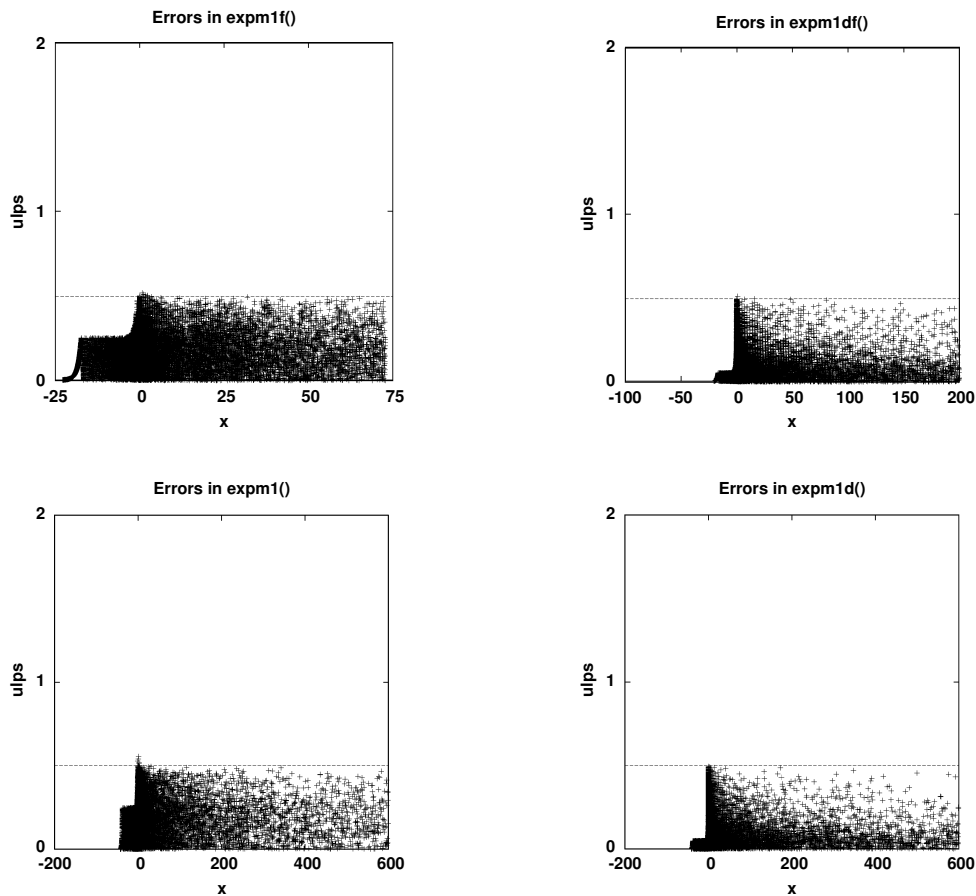 Errors in expm1f()
2
1
0
ulps
-25 0 25 50 75
x
Errors in expm1df()
2
1
0
ulps
-100 -50 0 50 100 150 200
x
Errors in expm1()
2
1
0
ulps
-200 0 200 400 600
x
Errors in expm1d()
2
1
0
ulps
-200 0 200 400 600
x